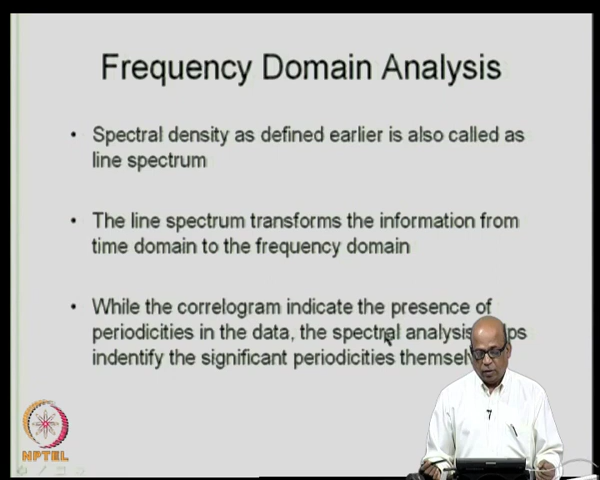 Frequency Domain Analysis
• Spectral density as defined earlier is also called as
line spectrum
• The line spectrum transforms the information from
time domain to the frequency domain
• While the correlogram indicate the presence of
periodicities in the data, the spectral analysis
indentify the significant periodicities
NPTEL